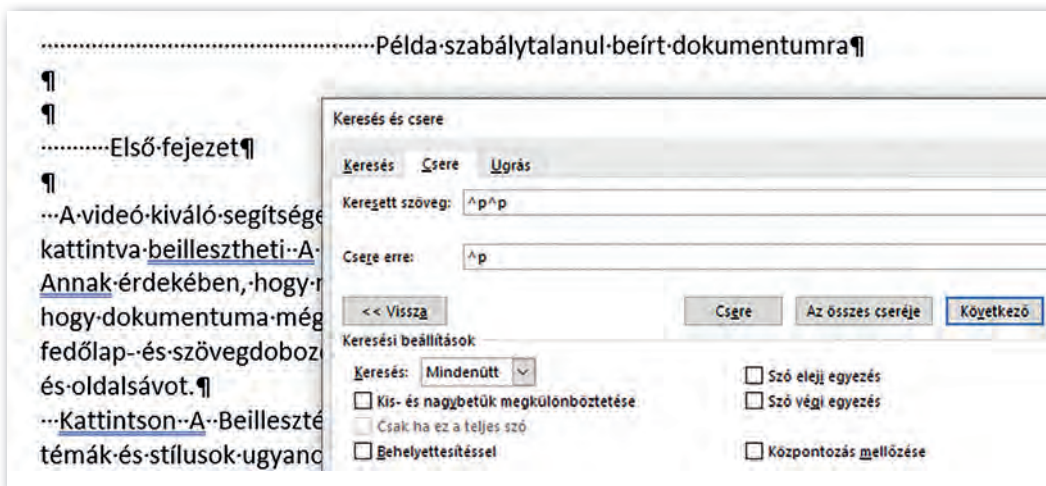 ················································Példa·szabálytalanul·beírt·dokumentumra¶
¶
¶
··········Első·fejezet¶
¶
···A·videó·kiváló·segítsége
kattintva·beillesztheti··A·
Annak·érdekében,·hogy·
hogy·dokumentuma·még
fedőlap-·és·szövegdoboz
és·oldalsávot.¶
···Kattintson··A··Beilleszté
témák·és·stílusok·ugyan
Keresés és csere
Keresés Csere Ugrás
Keresett szöveg: ^p^p
Csere erre: ^p
<< Vissza Csere Az összes cseréje Következő
Keresési beállítások
Keresés: Mindenütt
Kis- és nagybetűk megkülönböztetése
Csak ha ez a teljes szó
Behelyettesítéssel
Szó eleji egyezés
Szó végi egyezés
Központozás mellőzése